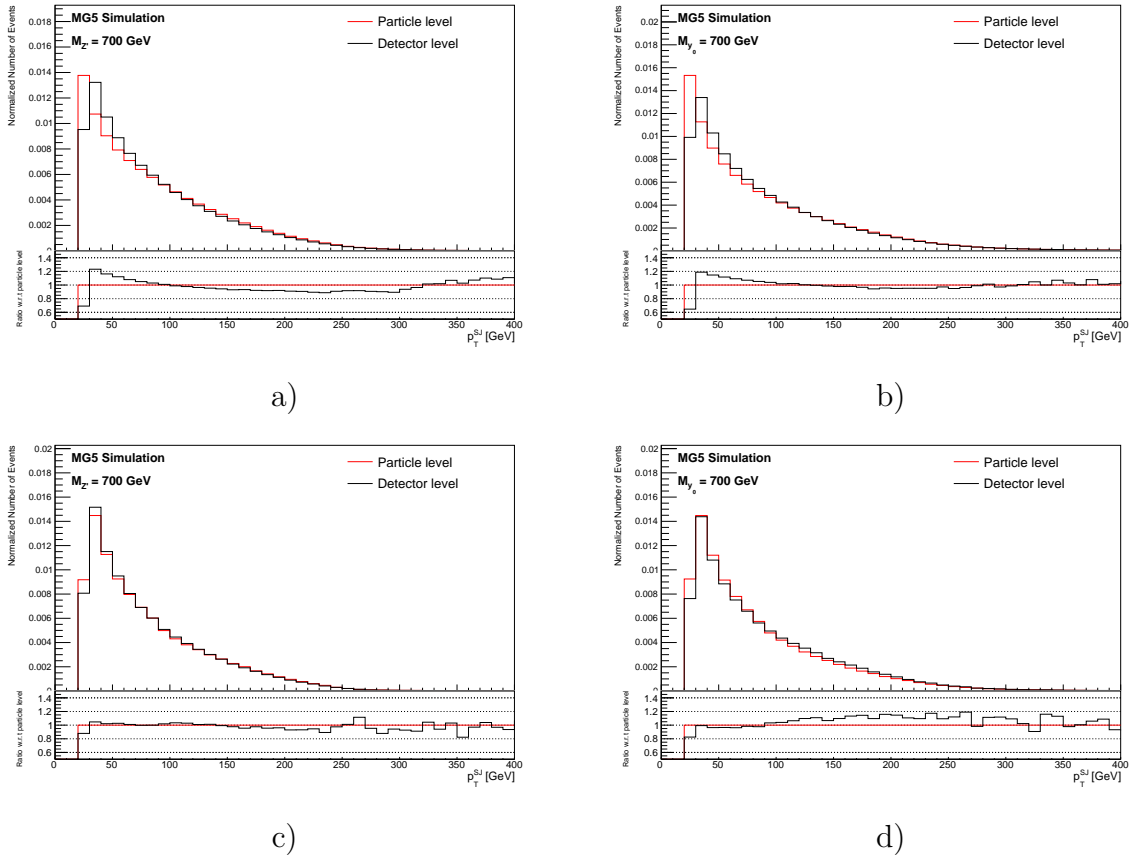 MG5 Simulation
M_Z' = 700 GeV
Particle level
Detector level
Normalized Number of Events
0.018
0.016
0.014
0.012
0.01
0.008
0.006
0.004
0.002
0
Ratio w.r.t particle level
1.4
1.2
1
0.8
0.6
0 50 100 150 200 250 300 350 400
p_T^SJ [GeV]
a)
MG5 Simulation
M_y_0 = 700 GeV
Particle level
Detector level
Normalized Number of Events
0.02
0.018
0.016
0.014
0.012
0.01
0.008
0.006
0.004
0.002
0
Ratio w.r.t particle level
1.4
1.2
1
0.8
0.6
0 50 100 150 200 250 300 350 400
p_T^SJ [GeV]
b)
MG5 Simulation
M_Z' = 700 GeV
Particle level
Detector level
Normalized Number of Events
0.02
0.018
0.016
0.014
0.012
0.01
0.008
0.006
0.004
0.002
0
Ratio w.r.t particle level
1.4
1.2
1
0.8
0.6
0 50 100 150 200 250 300 350 400
p_T^SJ [GeV]
c)
MG5 Simulation
M_y_0 = 700 GeV
Particle level
Detector level
Normalized Number of Events
0.02
0.018
0.016
0.014
0.012
0.01
0.008
0.006
0.004
0.002
0
Ratio w.r.t particle level
1.4
1.2
1
0.8
0.6
0 50 100 150 200 250 300 350 400
p_T^SJ [GeV]
d)